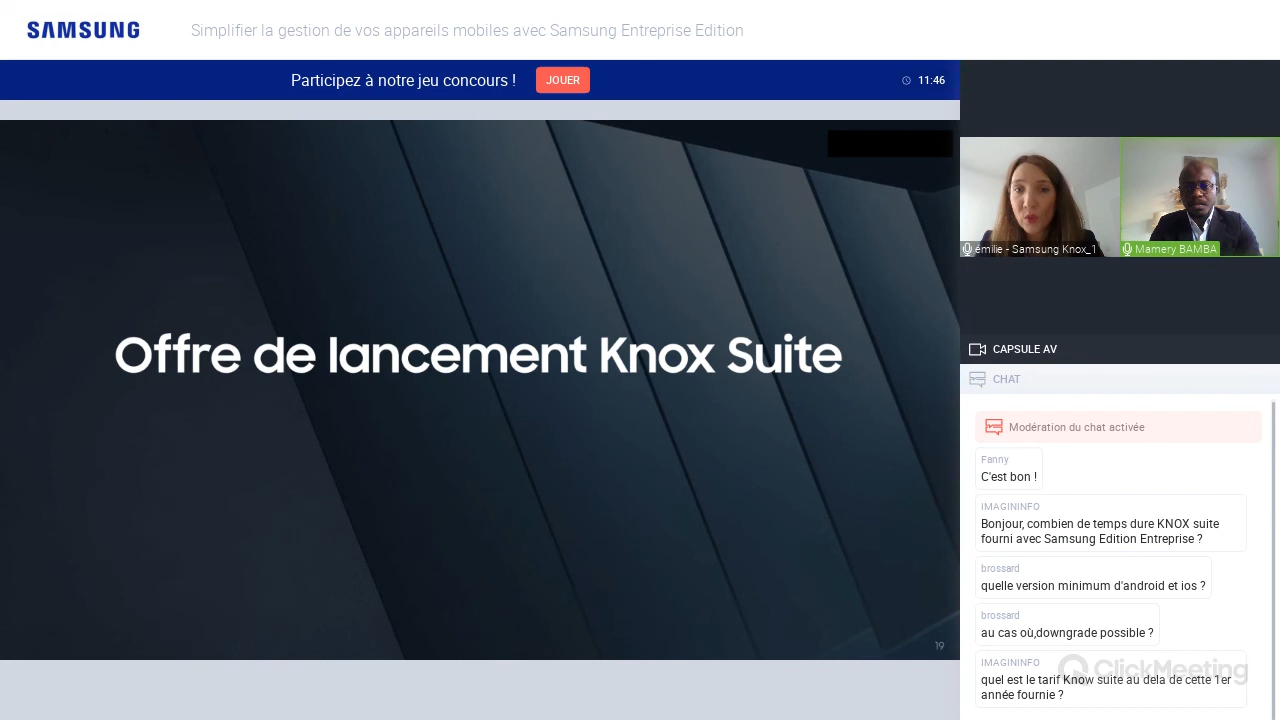 SAMSUNG
Simplifier la gestion de vos appareils mobiles avec Samsung Entreprise Edition
Participez à notre jeu concours !
JOUER
11:46
Offre de lancement Knox Suite
19
émilie - Samsung Knox_1
Mamery BAMBA
CAPSULE AV
CHAT
Modération du chat activée
Fanny
C'est bon !
IMAGININFO
Bonjour, combien de temps dure KNOX suite
fourni avec Samsung Edition Entreprise ?
brossard
quelle version minimum d'android et ios ?
brossard
au cas où,downgrade possible ?
IMAGININFO
quel est le tarif Know suite au dela de cette 1er
année fournie ?
ClickMeeting